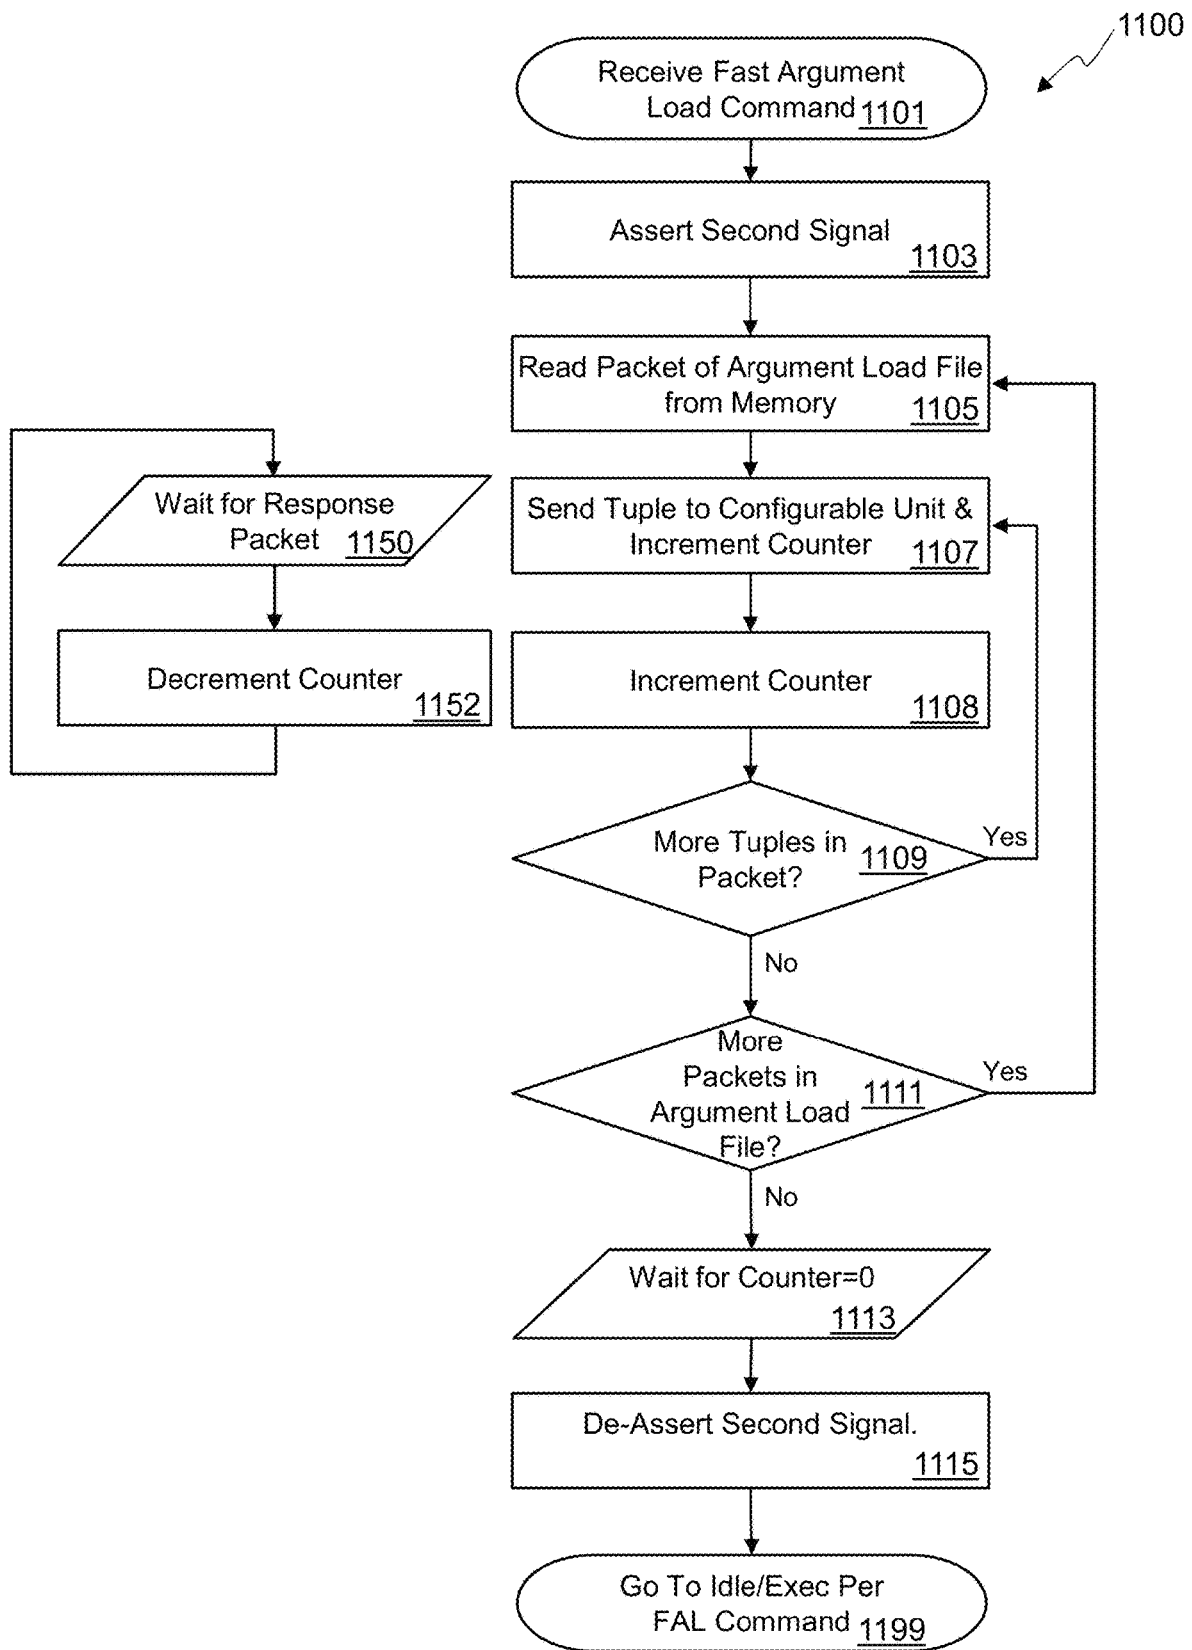 1100
Receive Fast Argument
Load Command 1101
Assert Second Signal
1103
Read Packet of Argument Load File
from Memory 1105
Wait for Response
Packet 1150
Send Tuple to Configurable Unit &
Increment Counter 1107
Decrement Counter
1152
Increment Counter
1108
More Tuples in
Packet? 1109
Yes
No
More
Packets in
Argument Load
File?
1111
Yes
No
Wait for Counter=0
1113
De-Assert Second Signal.
1115
Go To Idle/Exec Per
FAL Command 1199